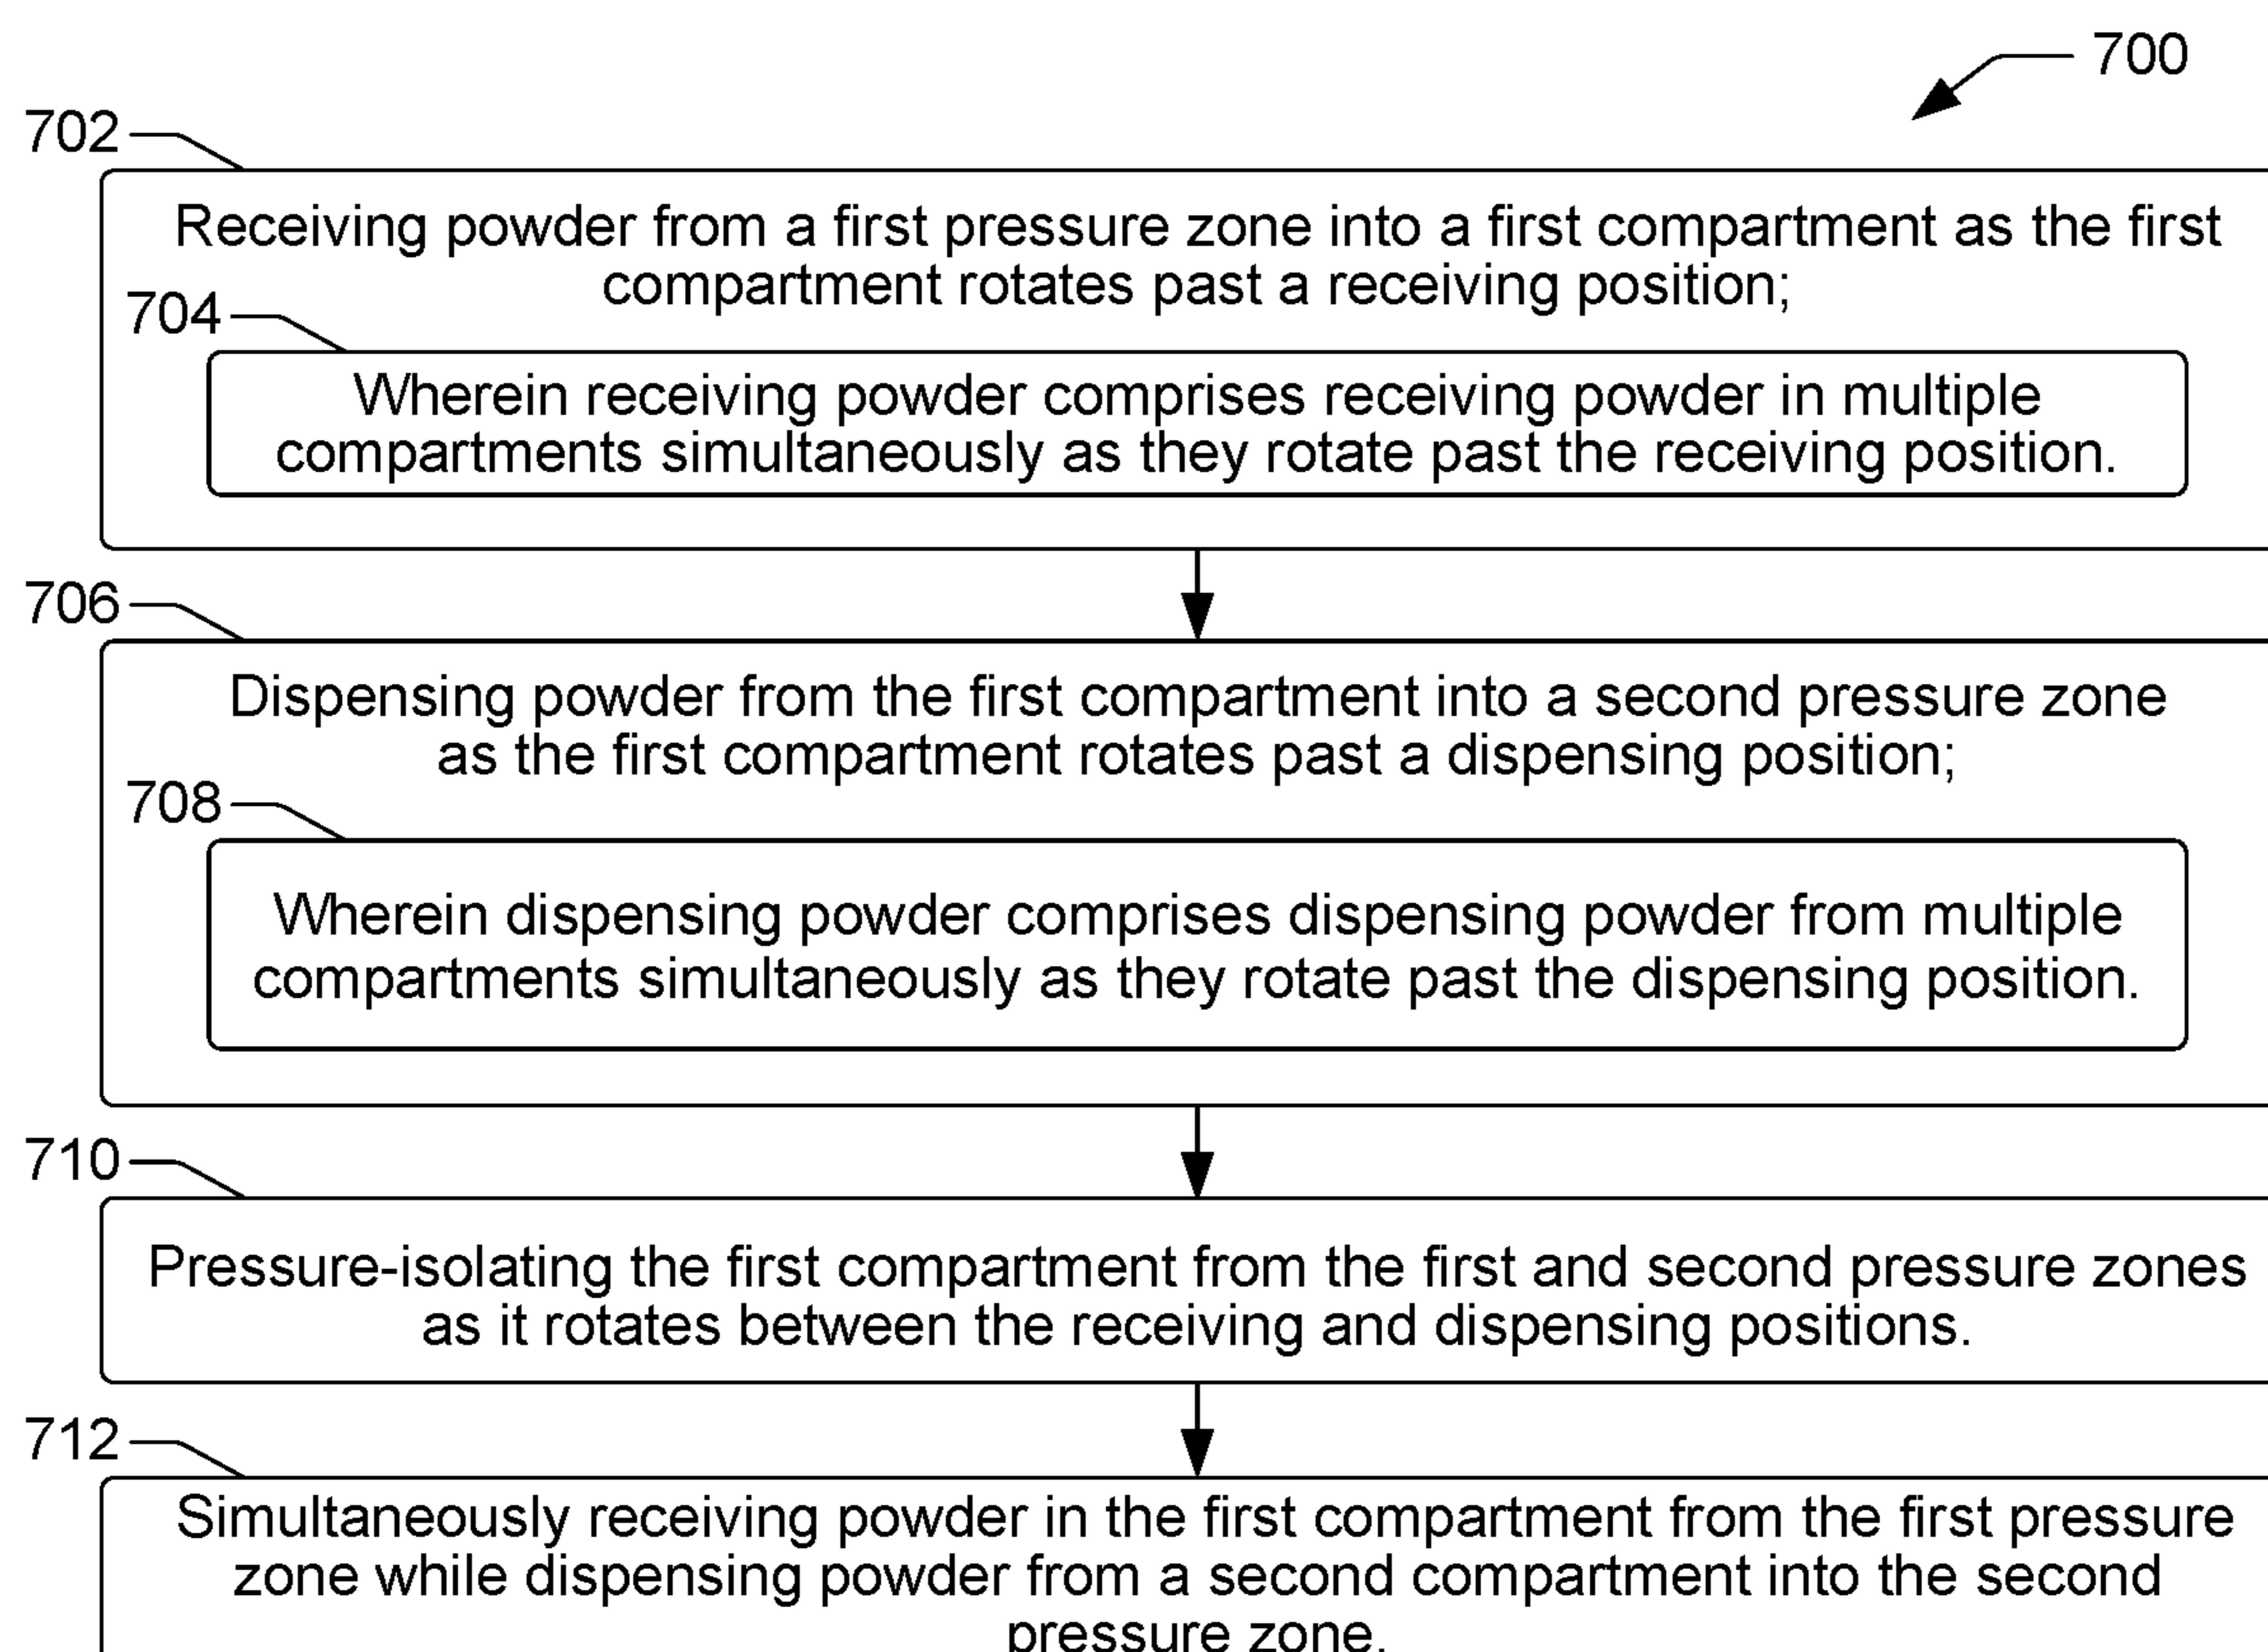 700
702
Receiving powder from a first pressure zone into a first compartment as the first
compartment rotates past a receiving position;
704
Wherein receiving powder comprises receiving powder in multiple
compartments simultaneously as they rotate past the receiving position.
706
Dispensing powder from the first compartment into a second pressure zone
as the first compartment rotates past a dispensing position;
708
Wherein dispensing powder comprises dispensing powder from multiple
compartments simultaneously as they rotate past the dispensing position.
710
Pressure-isolating the first compartment from the first and second pressure zones
as it rotates between the receiving and dispensing positions.
712
Simultaneously receiving powder in the first compartment from the first pressure
zone while dispensing powder from a second compartment into the second
pressure zone.